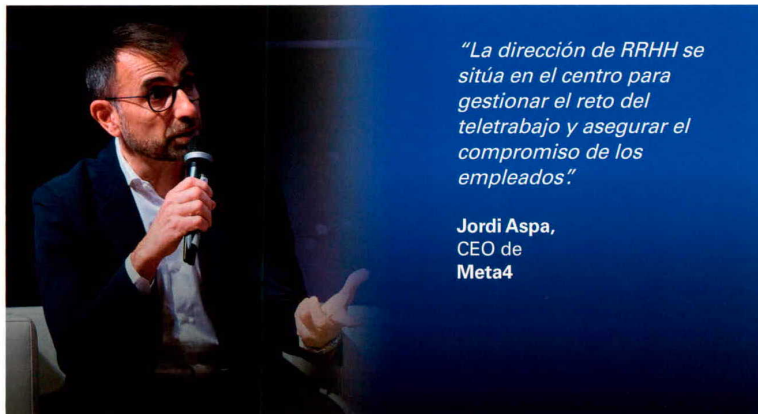 “La dirección de RRHH se
sitúa en el centro para
gestionar el reto del
teletrabajo y asegurar el
compromiso de los
empleados”.
Jordi Aspa,
CEO de
Meta4